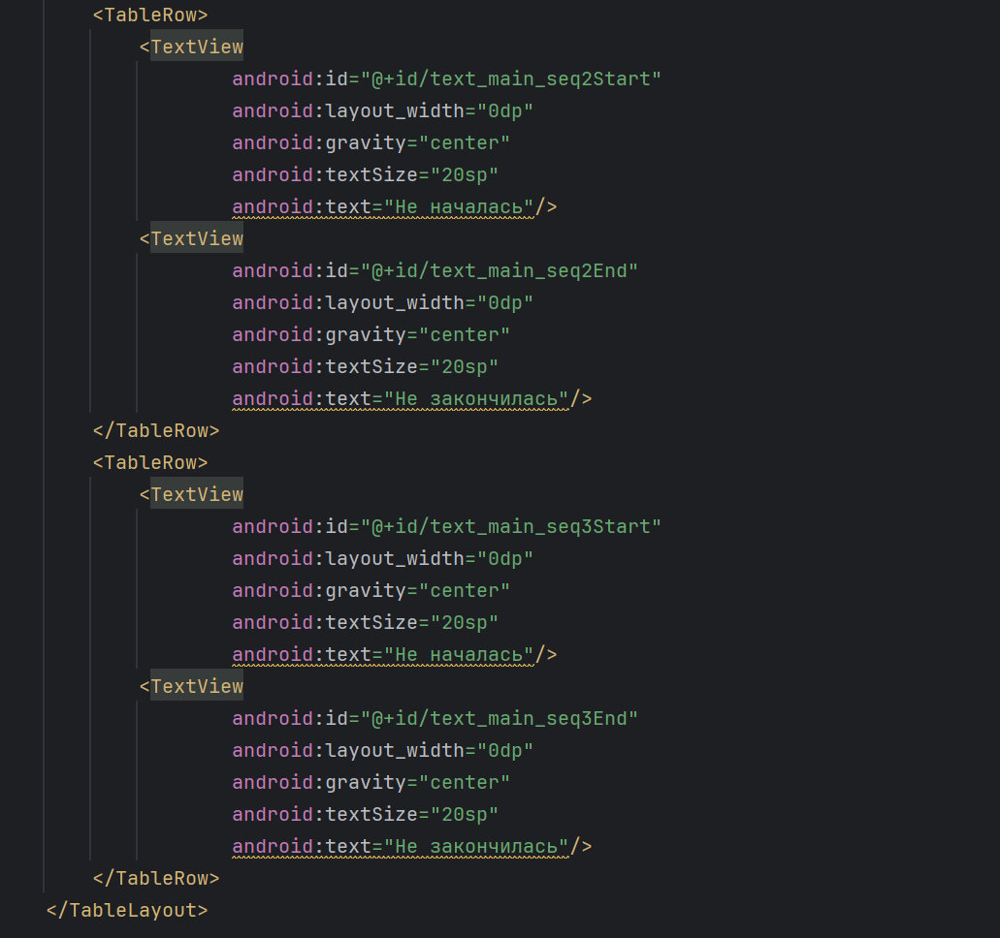 <TableRow>
<TextView
android:id="@+id/text_main_seq2Start"
android:layout_width="0dp"
android:gravity="center"
android:textSize="20sp"
android:text="Не началась"/>
<TextView
android:id="@+id/text_main_seq2End"
android:layout_width="0dp"
android:gravity="center"
android:textSize="20sp"
android:text="Не закончилась"/>
</TableRow>
<TableRow>
<TextView
android:id="@+id/text_main_seq3Start"
android:layout_width="0dp"
android:gravity="center"
android:textSize="20sp"
android:text="Не началась"/>
<TextView
android:id="@+id/text_main_seq3End"
android:layout_width="0dp"
android:gravity="center"
android:textSize="20sp"
android:text="Не закончилась"/>
</TableRow>
</TableLayout>